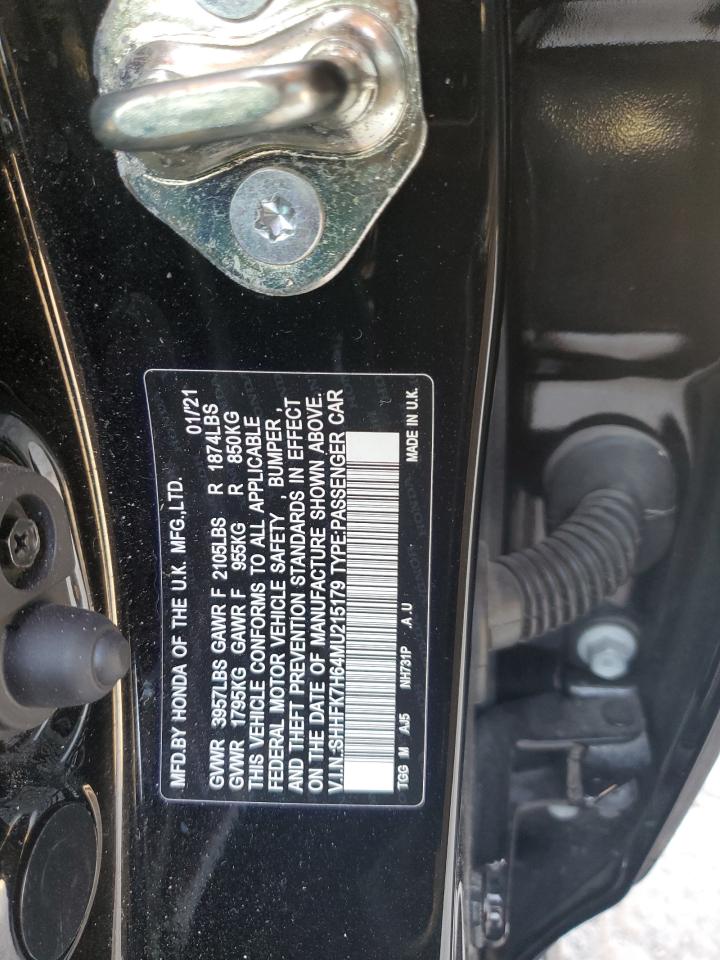 MFD.BY HONDA OF THE U.K. MFG.,LTD. 01/21
GVWR 3957LBS GAWR F 2105LBS R 1874LBS
GVWR 1795KG GAWR F 955KG R 850KG
THIS VEHICLE CONFORMS TO ALL APPLICABLE
FEDERAL MOTOR VEHICLE SAFETY , BUMPER ,
AND THEFT PREVENTION STANDARDS IN EFFECT
ON THE DATE OF MANUFACTURE SHOWN ABOVE.
V.I.N.:SHHFK7H64MU215179 TYPE:PASSENGER CAR
TGG M AJ5 NH731P .A.U MADE IN U.K.